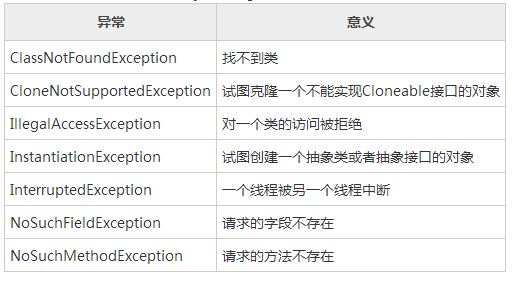 异常 意义
ClassNotFoundException 找不到类
CloneNotSupportedException 试图克隆一个不能实现Cloneable接口的对象
IllegalAccessException 对一个类的访问被拒绝
InstantiationException 试图创建一个抽象类或者抽象接口的对象
InterruptedException 一个线程被另一个线程中断
NoSuchFieldException 请求的字段不存在
NoSuchMethodException 请求的方法不存在